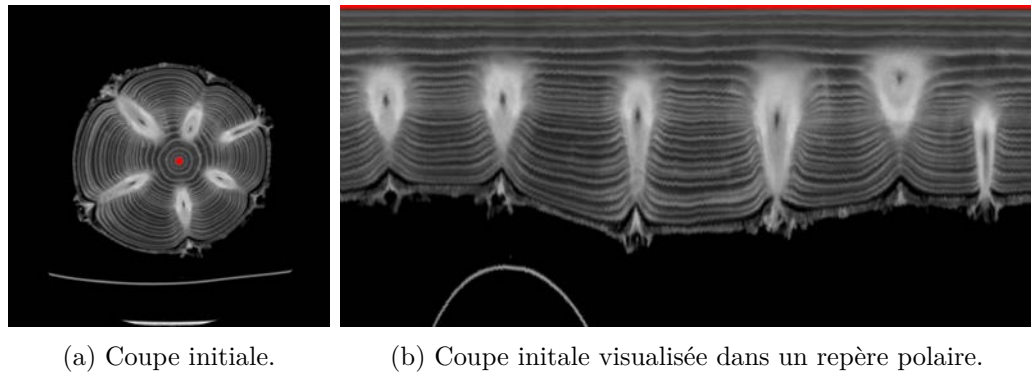 (a) Coupe initiale.
(b) Coupe initale visualisée dans un repère polaire.